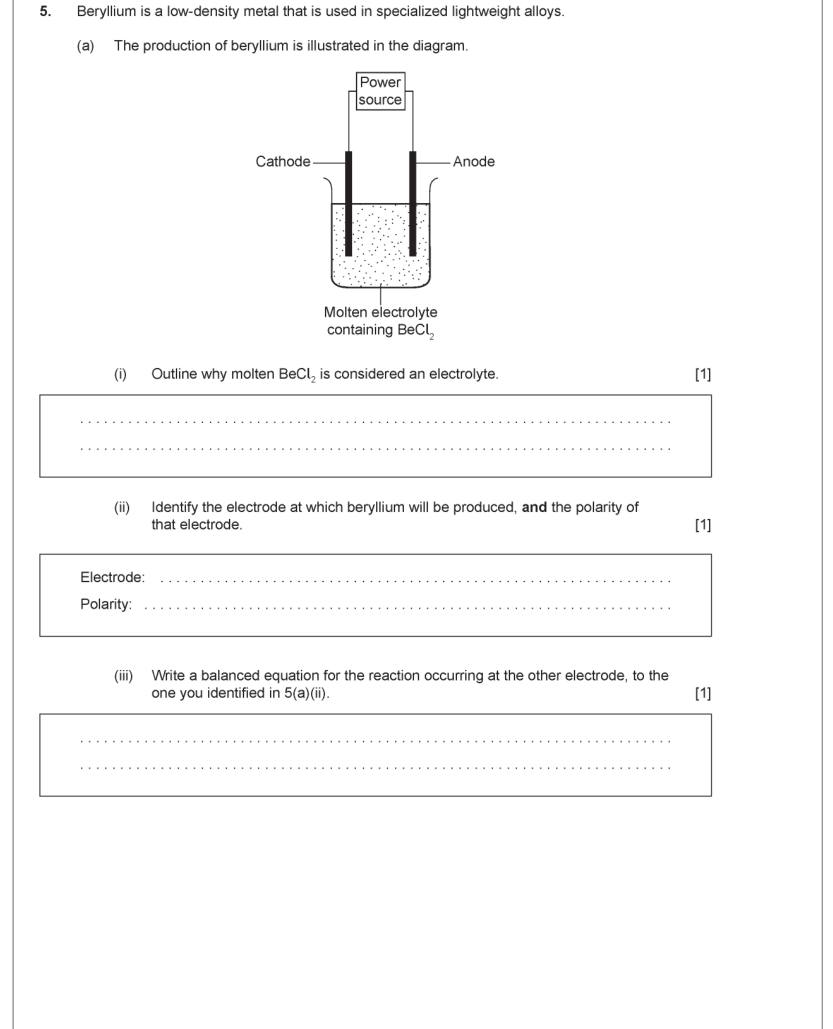 5. Beryllium is a low-density metal that is used in specialized lightweight alloys.
(a) The production of beryllium is illustrated in the diagram.
Power
source
Cathode
Anode
Molten electrolyte
containing BeCl₂
(i) Outline why molten BeCl₂ is considered an electrolyte. [1]
(ii) Identify the electrode at which beryllium will be produced, and the polarity of
that electrode. [1]
Electrode:
Polarity:
(iii) Write a balanced equation for the reaction occurring at the other electrode, to the
one you identified in 5(a)(ii). [1]